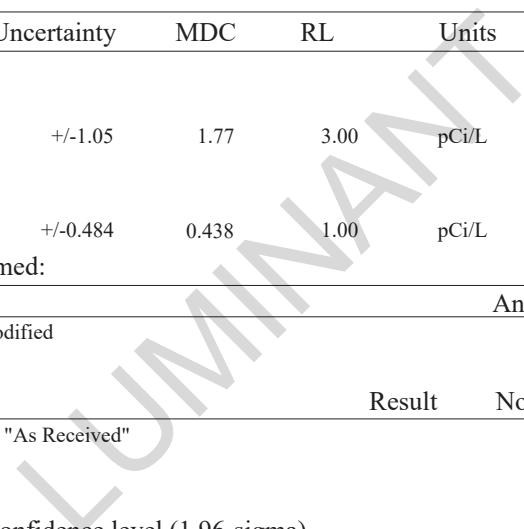 Uncertainty MDC RL Units
+/-1.05 1.77 3.00 pCi/L
+/-0.484 0.438 1.00 pCi/L
med:
An
odified
Result No
"As Received"
onfidence level (1.96-sigma)
LUMINANT